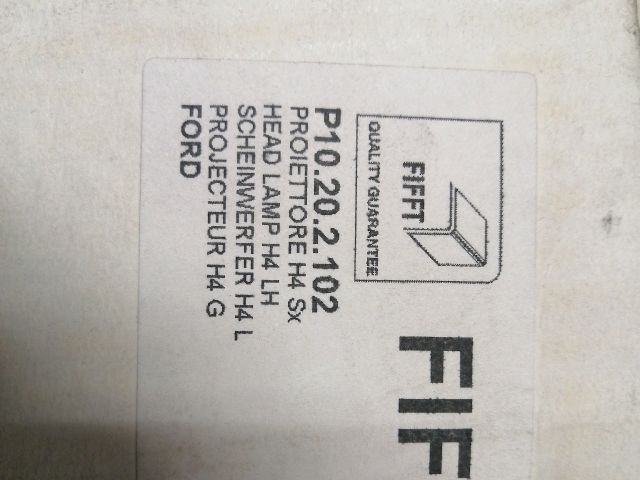 FIFFT
QUALITY GUARANTEE
FIF
P10.20.2.102
PROIETTORE H4 Sx
HEAD LAMP H4 LH
SCHEINWERFER H4 L
PROJECTEUR H4 G
FORD